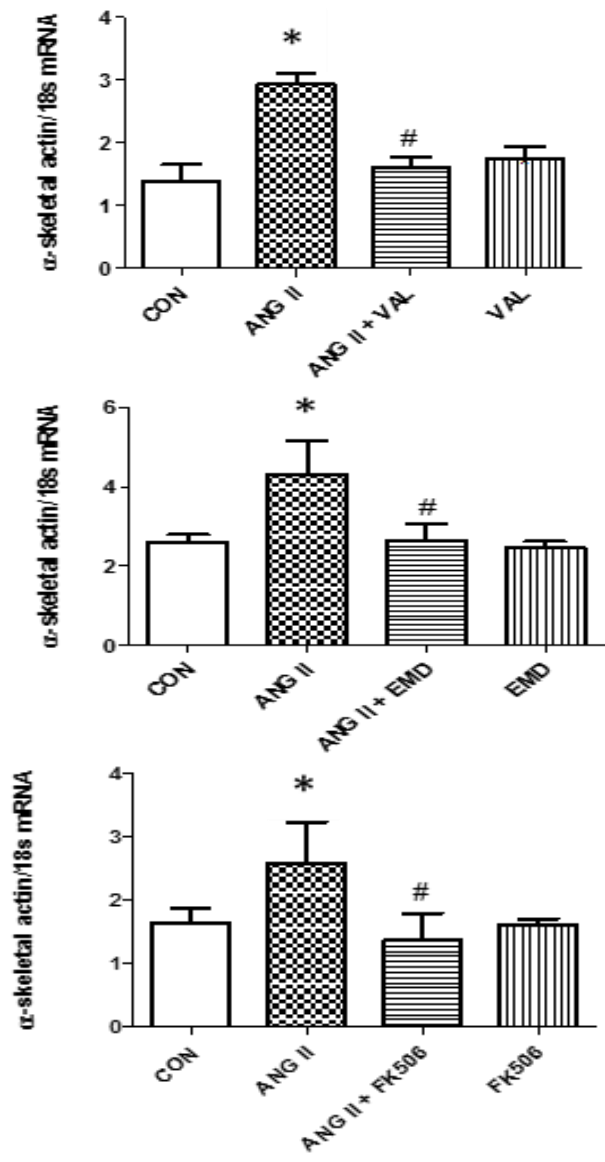 α-skeletal actin/18s mRNA
4
3
2
1
0
*
#
CON
ANG II
ANG II + VAL
VAL
α-skeletal actin/18s mRNA
6
4
2
0
*
#
CON
ANG II
ANG II + EMD
EMD
α-skeletal actin/18s mRNA
4
3
2
1
0
*
#
CON
ANG II
ANG II + FK506
FK506